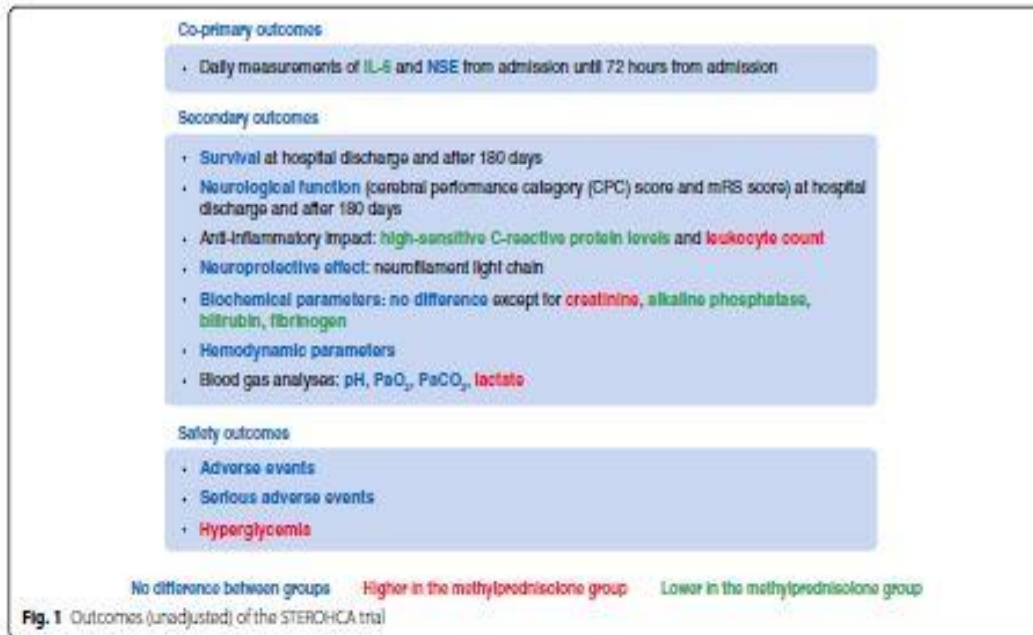 Co-primary outcomes
• Daily measurements of IL-6 and NSE from admission until 72 hours from admission
Secondary outcomes
• Survival at hospital discharge and after 180 days
• Neurological function (cerebral performance category (CPC) score and mRS score) at hospital
discharge and after 180 days
• Anti-inflammatory impact: high-sensitive C-reactive protein levels and leukocyte count
• Neuroprotective effect: neurofilament light chain
• Biochemical parameters: no difference except for creatinine, alkaline phosphatase,
bilirubin, fibrinogen
• Hemodynamic parameters
• Blood gas analyses: pH, PaO₂, PaCO₂, lactate
Safety outcomes
• Adverse events
• Serious adverse events
• Hyperglycemia
No difference between groups Higher in the methylprednisolone group Lower in the methylprednisolone group
Fig. 1 Outcomes (unadjusted) of the STEROHCA trial